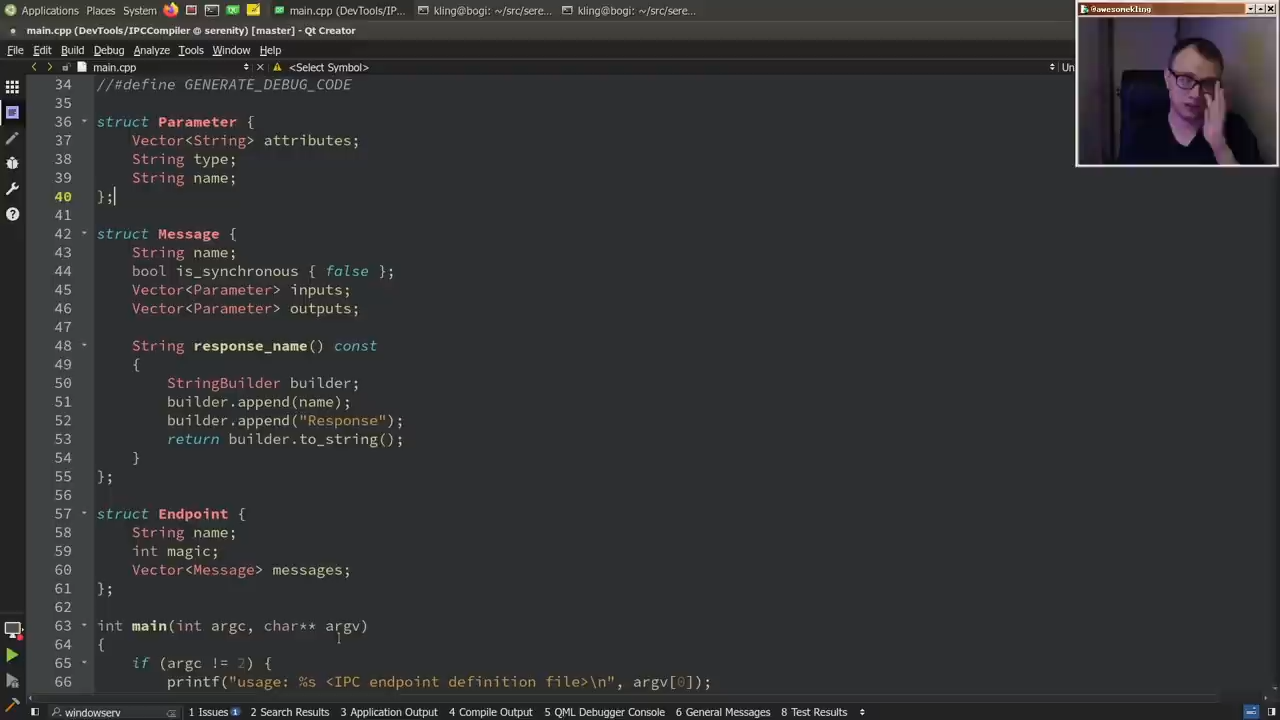 Applications Places System main.cpp (DevTools/IP... kling@bogi: ~/src/sere... kling@bogi: ~/src/sere...
@awesomekling
main.cpp (DevTools/IPCCompiler @ serenity) [master] - Qt Creator
File Edit Build Debug Analyze Tools Window Help
main.cpp <Select Symbol> Un
34 //#define GENERATE_DEBUG_CODE
35
36 struct Parameter {
37 Vector<String> attributes;
38 String type;
39 String name;
40 };
41
42 struct Message {
43 String name;
44 bool is_synchronous { false };
45 Vector<Parameter> inputs;
46 Vector<Parameter> outputs;
47
48 String response_name() const
49 {
50 StringBuilder builder;
51 builder.append(name);
52 builder.append("Response");
53 return builder.to_string();
54 }
55 };
56
57 struct Endpoint {
58 String name;
59 int magic;
60 Vector<Message> messages;
61 };
62
63 int main(int argc, char** argv)
64 {
65 if (argc != 2) {
66 printf("usage: %s <IPC endpoint definition file>\n", argv[0]);
windowserv 1 Issues 1 2 Search Results 3 Application Output 4 Compile Output 5 QML Debugger Console 6 General Messages 8 Test Results